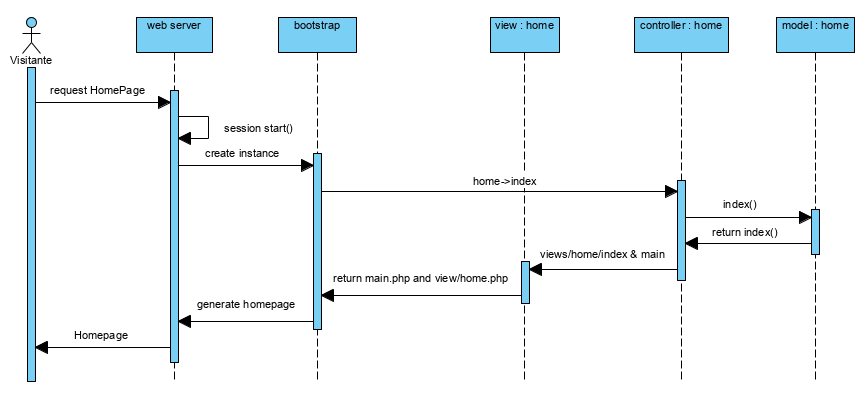 web server
bootstrap
view : home
controller : home
model : home
Visitante
request HomePage
session start()
create instance
home->index
index()
return index()
views/home/index & main
return main.php and view/home.php
generate homepage
Homepage